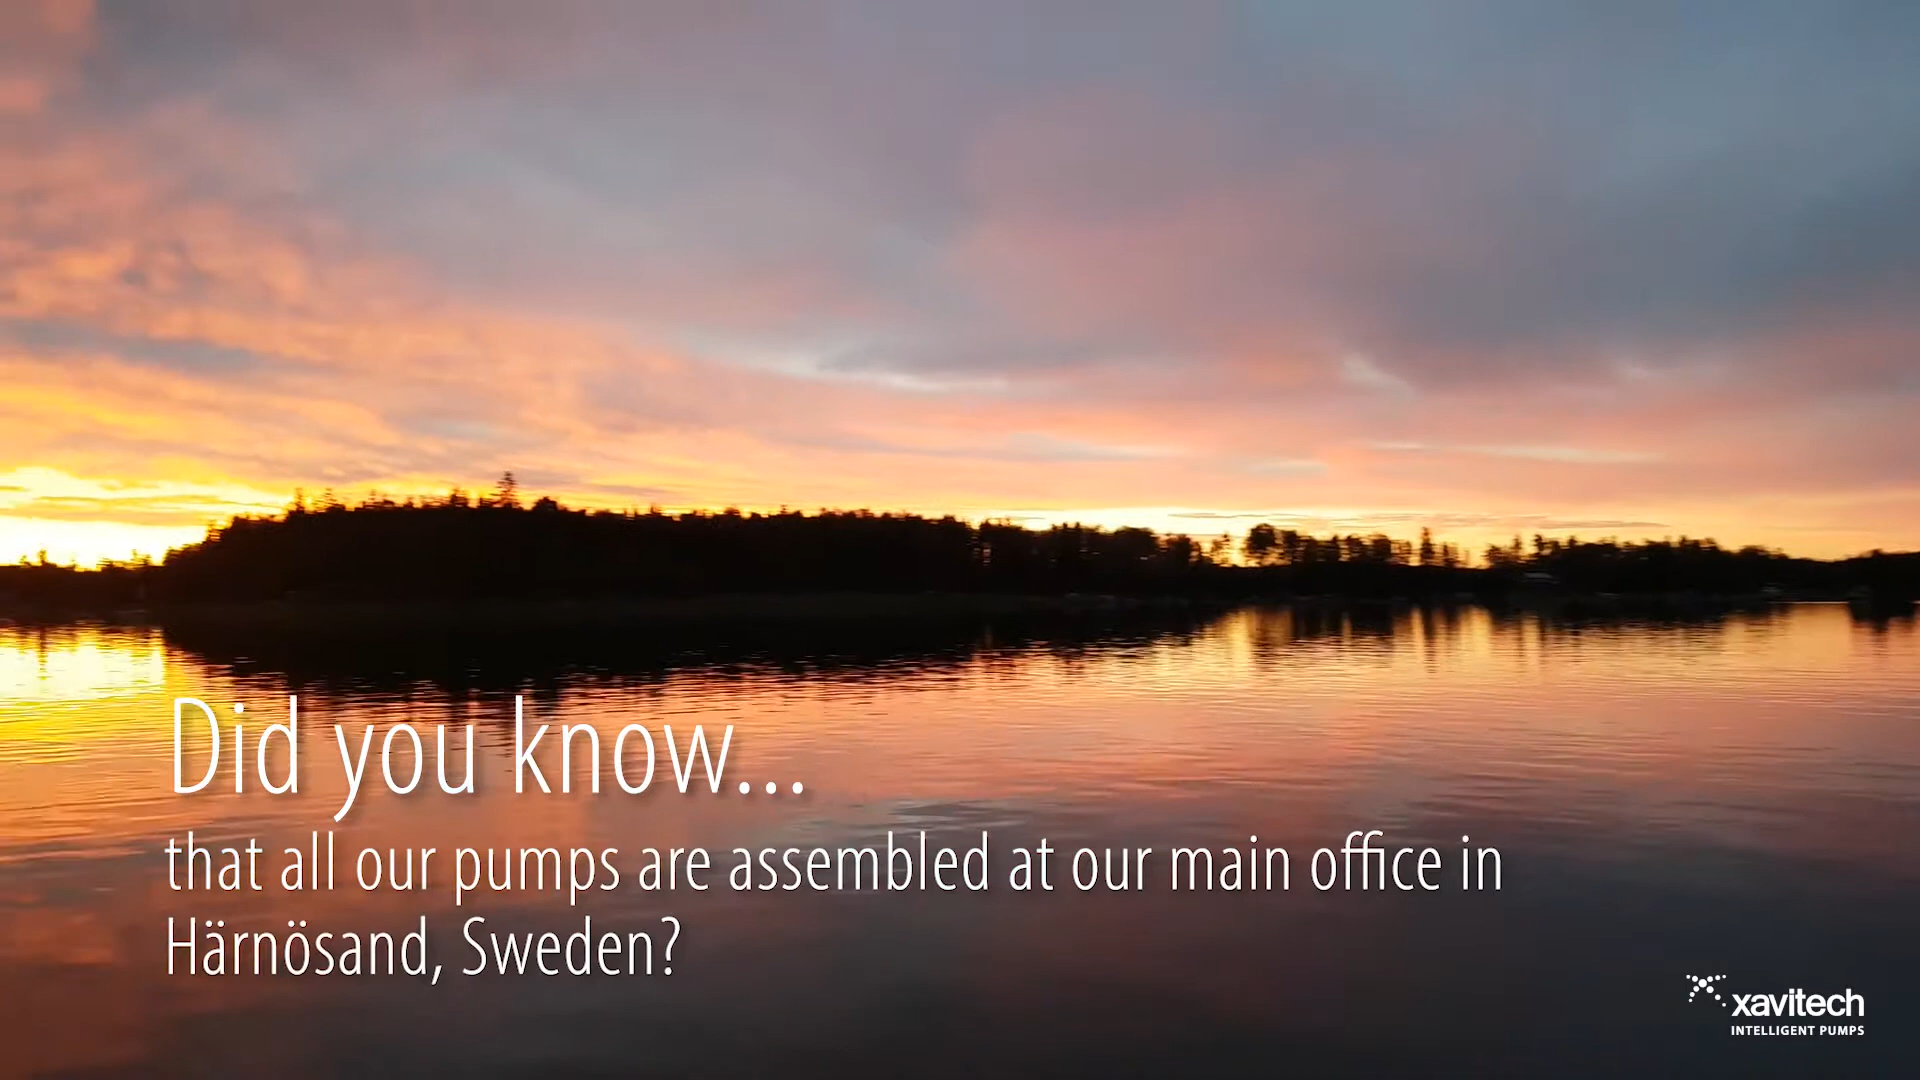 Did you know...
that all our pumps are assembled at our main office in
Härnösand, Sweden?
xavitech
INTELLIGENT PUMPS